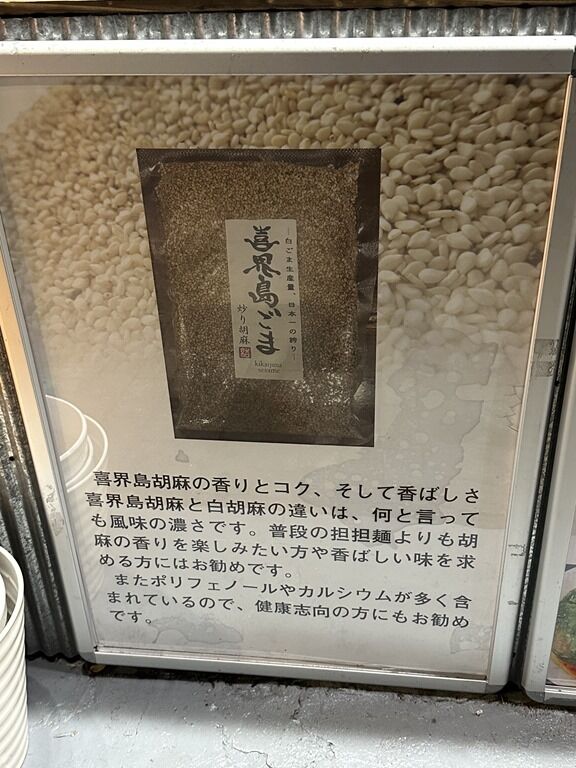 喜界島ごま
―白ごま生産量 日本一の誇り―
炒り胡麻
kikaijima
sesame
喜界島胡麻の香りとコク、そして香ばしさ
喜界島胡麻と白胡麻の違いは、何と言って
も風味の濃さです。普段の担担麺よりも胡
麻の香りを楽しみたい方や香ばしい味を求
める方にはお勧めです。
またポリフェノールやカルシウムが多く含
まれているので、健康志向の方にもお勧め
です。